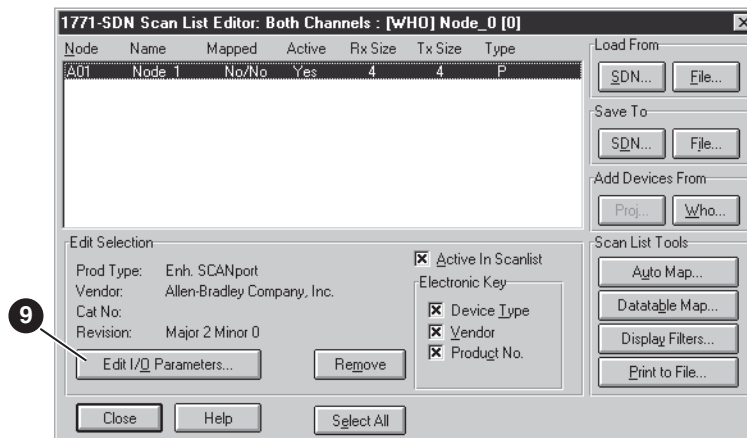 1771-SDN Scan List Editor: Both Channels : [WHO] Node_0 [0]
Node Name Mapped Active Rx Size Tx Size Type
A01 Node 1 No/No Yes 4 4 P
Load From
SDN... File...
Save To
SDN... File...
Add Devices From
Proj... Who...
Edit Selection
Prod Type: Enh. SCANport
Vendor: Allen-Bradley Company, Inc.
Cat No:
Revision: Major 2 Minor 0
Active In Scanlist
Electronic Key
Device Type
Vendor
Product No.
Scan List Tools
Auto Map...
Datatable Map...
Display Filters...
Print to File...
9
Edit I/O Parameters... Remove
Close Help Select All